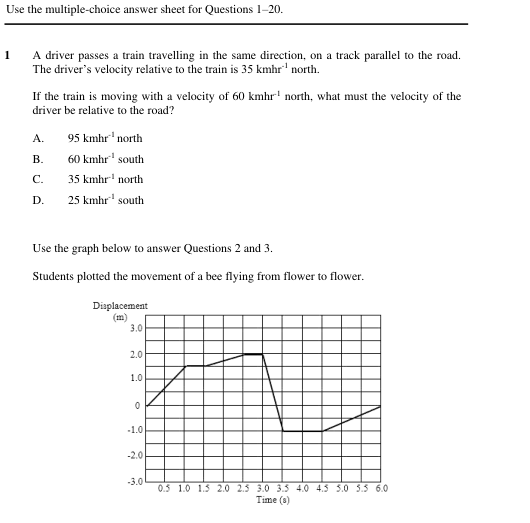 Use the multiple-choice answer sheet for Questions 1–20.
1 A driver passes a train travelling in the same direction, on a track parallel to the road.
The driver's velocity relative to the train is 35 kmhr⁻¹ north.
If the train is moving with a velocity of 60 kmhr⁻¹ north, what must the velocity of the
driver be relative to the road?
A. 95 kmhr⁻¹ north
B. 60 kmhr⁻¹ south
C. 35 kmhr⁻¹ north
D. 25 kmhr⁻¹ south
Use the graph below to answer Questions 2 and 3.
Students plotted the movement of a bee flying from flower to flower.
Displacement
(m)
3.0
2.0
1.0
0
-1.0
-2.0
-3.0
0.5 1.0 1.5 2.0 2.5 3.0 3.5 4.0 4.5 5.0 5.5 6.0
Time (s)